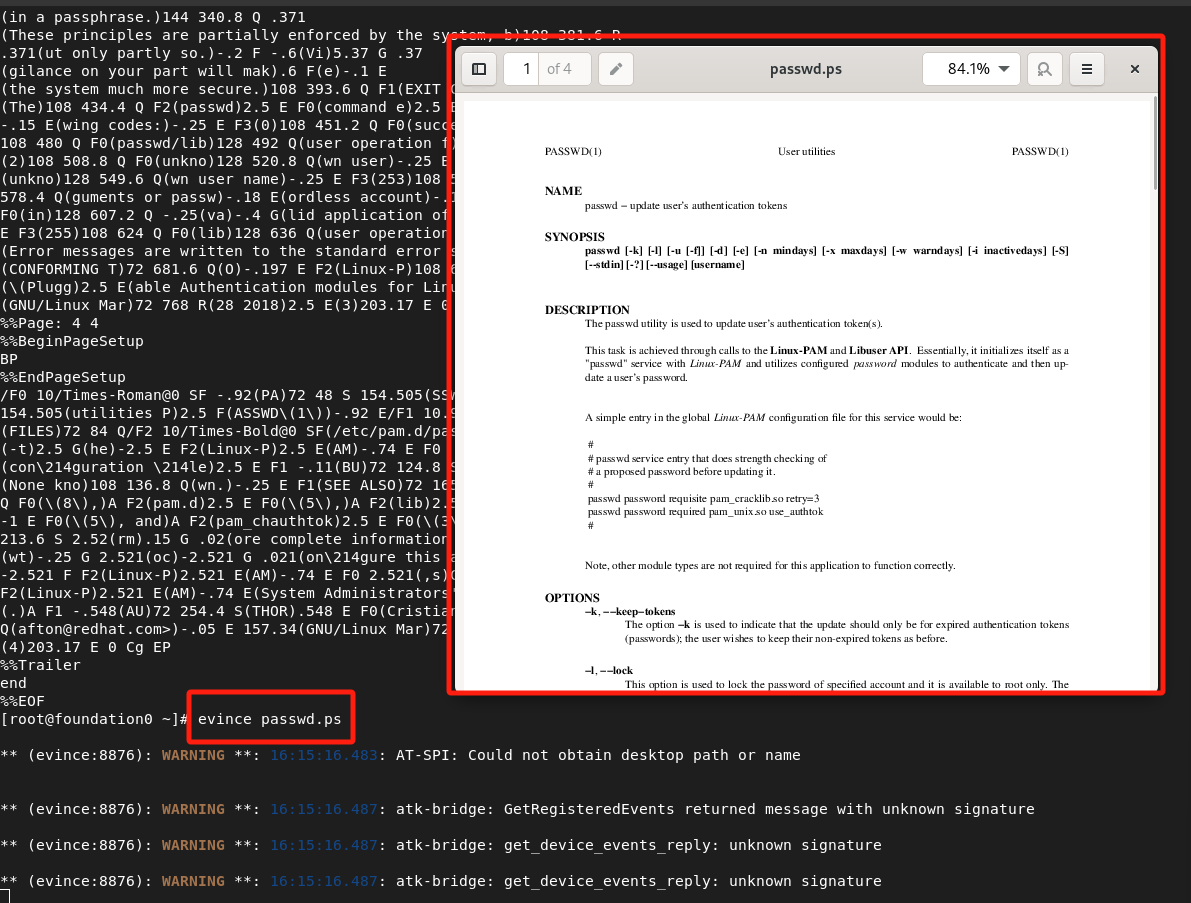 (in a passphrase.)144 340.8 Q .371
(These principles are partially enforced by the system, b)108 381.6 R
.371(ut only partly so.)-.2 F -.6(Vi)5.37 G .37
(gilance on your part will mak).6 F(e)-.1 E
(the system much more secure.)108 393.6 Q F1(EXIT
(The)108 434.4 Q F2(passwd)2.5 E F0(command e)2.5
-.15 E(wing codes:)-.25 E F3(0)108 451.2 Q F0(succ
108 480 Q F0(passwd/lib)128 492 Q(user operation f
(2)108 508.8 Q F0(unkno)128 520.8 Q(wn user)-.25 E
(unkno)128 549.6 Q(wn user name)-.25 E F3(253)108
578.4 Q(guments or passw)-.18 E(ordless account)-.
F0(in)128 607.2 Q -.25(va)-.4 G(lid application of
E F3(255)108 624 Q F0(lib)128 636 Q(user operation
(Error messages are written to the standard error
(CONFORMING T)72 681.6 Q(O)-.197 E F2(Linux-P)108
(\(Plugg)2.5 E(able Authentication modules for Linu
(GNU/Linux Mar)72 768 R(28 2018)2.5 E(3)203.17 E 0
%%Page: 4 4
%%BeginPageSetup
BP
%%EndPageSetup
/F0 10/Times-Roman@0 SF -.92(PA)72 48 S 154.505(SSW
154.505(utilities P)2.5 F(ASSWD\(1\))-.92 E/F1 10.9
(FILES)72 84 Q/F2 10/Times-Bold@0 SF(/etc/pam.d/pas
(-t)2.5 G(he)-2.5 E F2(Linux-P)2.5 E(AM)-.74 E F0
(con\214guration \214le)2.5 E F1 -.11(BU)72 124.8 S
(None kno)108 136.8 Q(wn.)-.25 E F1(SEE ALSO)72 165
Q F0(\(8\),)A F2(pam.d)2.5 E F0(\(5\),)A F2(lib)2.5
-1 E F0(\(5\), and)A F2(pam_chauthtok)2.5 E F0(\(3\
213.6 S 2.52(rm).15 G .02(ore complete information
(wt)-.25 G 2.521(oc)-2.521 G .021(on\214gure this a
-2.521 F F2(Linux-P)2.521 E(AM)-.74 E F0 2.521(,s)C
F2(Linux-P)2.521 E(AM)-.74 E(System Administrators'
(.)A F1 -.548(AU)72 254.4 S(THOR).548 E F0(Cristian
Q(afton@redhat.com>)-.05 E 157.34(GNU/Linux Mar)72
(4)203.17 E 0 Cg EP
%%Trailer
end
%%EOF
[root@foundation0 ~]# evince passwd.ps
** (evince:8876): WARNING **: 16:15:16.483: AT-SPI: Could not obtain desktop path or name
** (evince:8876): WARNING **: 16:15:16.487: atk-bridge: GetRegisteredEvents returned message with unknown signature
** (evince:8876): WARNING **: 16:15:16.487: atk-bridge: get_device_events_reply: unknown signature
** (evince:8876): WARNING **: 16:15:16.487: atk-bridge: get_device_events_reply: unknown signature
1 of 4 passwd.ps 84.1%
PASSWD(1) User utilities PASSWD(1)
NAME
passwd − update user's authentication tokens
SYNOPSIS
passwd [-k] [-l] [-u [-f]] [-d] [-e] [-n mindays] [-x maxdays] [-w warndays] [-i inactivedays] [-S]
[--stdin] [-?] [--usage] [username]
DESCRIPTION
The passwd utility is used to update user's authentication token(s).
This task is achieved through calls to the Linux-PAM and Libuser API. Essentially, it initializes itself as a
"passwd" service with Linux-PAM and utilizes configured password modules to authenticate and then up-
date a user's password.
A simple entry in the global Linux-PAM configuration file for this service would be:
#
# passwd service entry that does strength checking of
# a proposed password before updating it.
#
passwd password requisite pam_cracklib.so retry=3
passwd password required pam_unix.so use_authtok
#
Note, other module types are not required for this application to function correctly.
OPTIONS
−k, −−keep−tokens
The option −k is used to indicate that the update should only be for expired authentication tokens
(passwords); the user wishes to keep their non-expired tokens as before.
−l, −−lock
This option is used to lock the password of specified account and it is available to root only. The